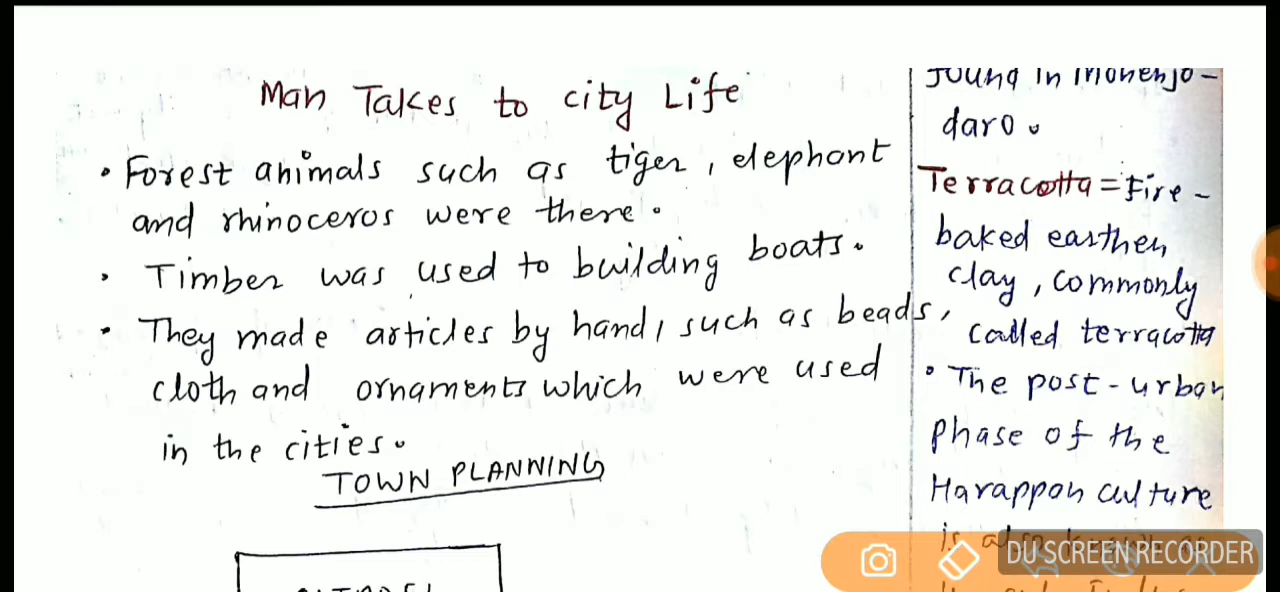 Man Takes to city Life
• Forest animals such as tiger, elephant
and rhinoceros were there.
• Timber was used to building boats.
• They made articles by hand, such as beads,
cloth and ornaments which were used
in the cities.
TOWN PLANNING
found in Mohenjo-
daro.
Terracotta = Fire-
baked earthen
clay, commonly
called terracotta
• The post-urban
phase of the
Harappan culture
is also
DU SCREEN RECORDER